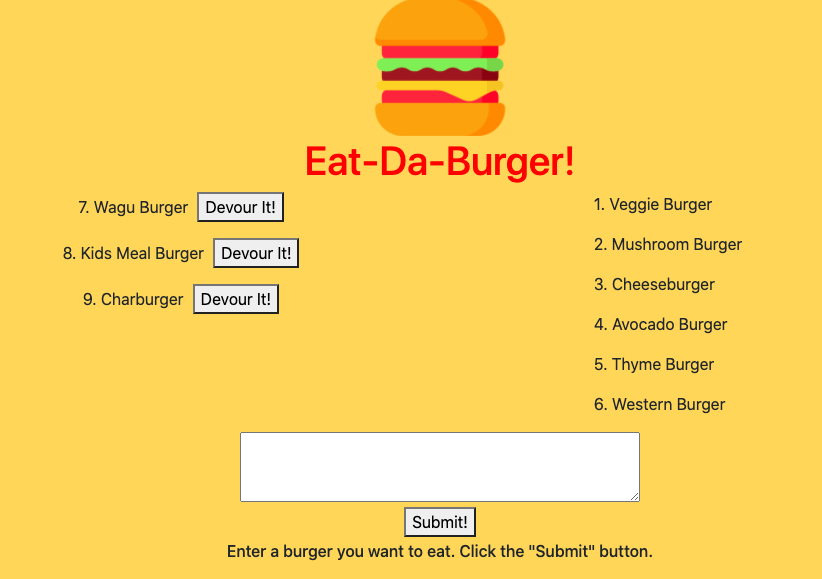 Eat-Da-Burger!
7. Wagu Burger Devour It!
8. Kids Meal Burger Devour It!
9. Charburger Devour It!
1. Veggie Burger
2. Mushroom Burger
3. Cheeseburger
4. Avocado Burger
5. Thyme Burger
6. Western Burger
Submit!
Enter a burger you want to eat. Click the "Submit" button.